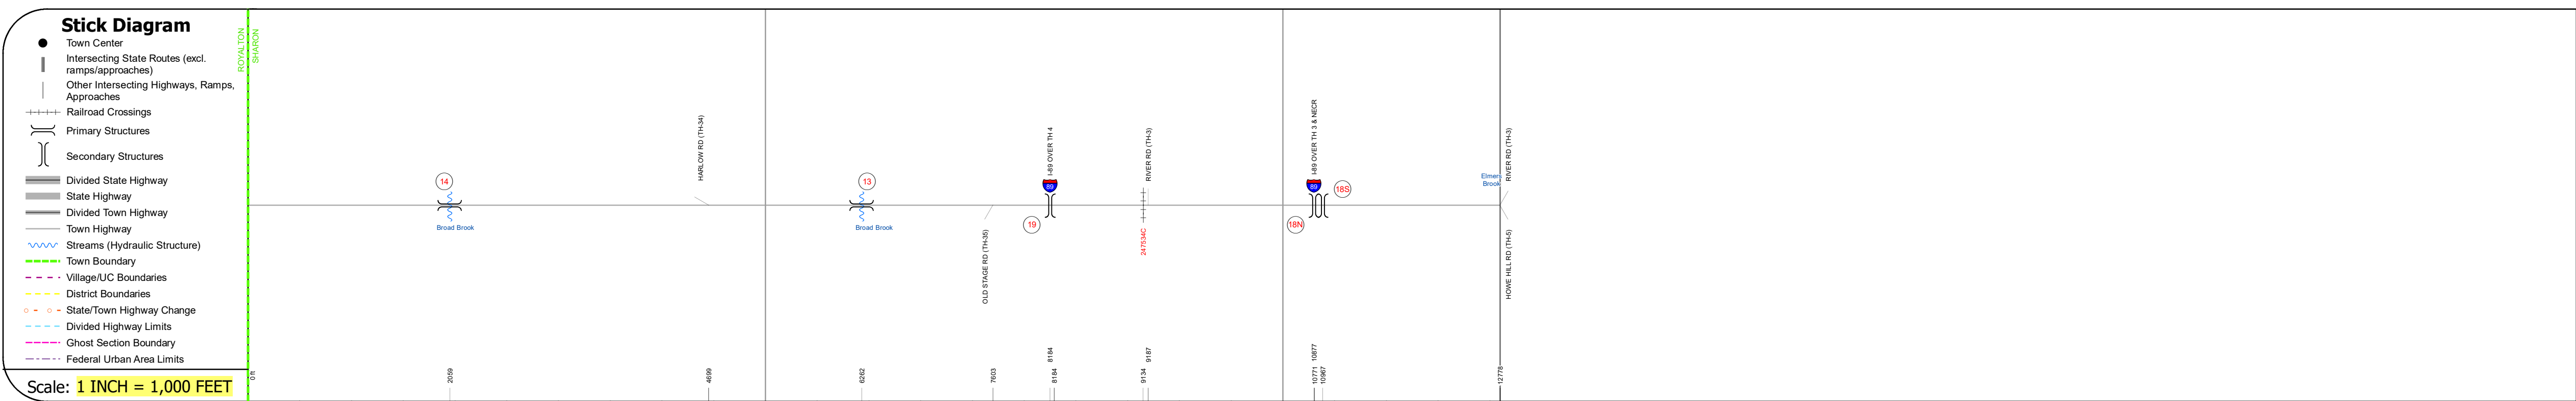 Stick Diagram
Town Center
Intersecting State Routes (excl.
ramps/approaches)
Other Intersecting Highways, Ramps,
Approaches
Railroad Crossings
Primary Structures
Secondary Structures
Divided State Highway
State Highway
Divided Town Highway
Town Highway
Streams (Hydraulic Structure)
Town Boundary
Village/UC Boundaries
District Boundaries
State/Town Highway Change
Divided Highway Limits
Ghost Section Boundary
Federal Urban Area Limits
Scale: 1 INCH = 1,000 FEET
ROYALTON
SHARON
0 ft
14
Broad Brook
2059
HARLOW RD (TH-34)
4699
13
Broad Brook
6262
OLD STAGE RD (TH-35)
7603
I-89 OVER TH 4
89
19
8184
8184
RIVER RD (TH-3)
247534C
9134
9187
I-89 OVER TH 3 & NECR
89
18S
18N
10771
10877
10967
Elmers
Brook
RIVER RD (TH-3)
HOWE HILL RD (TH-5)
12778